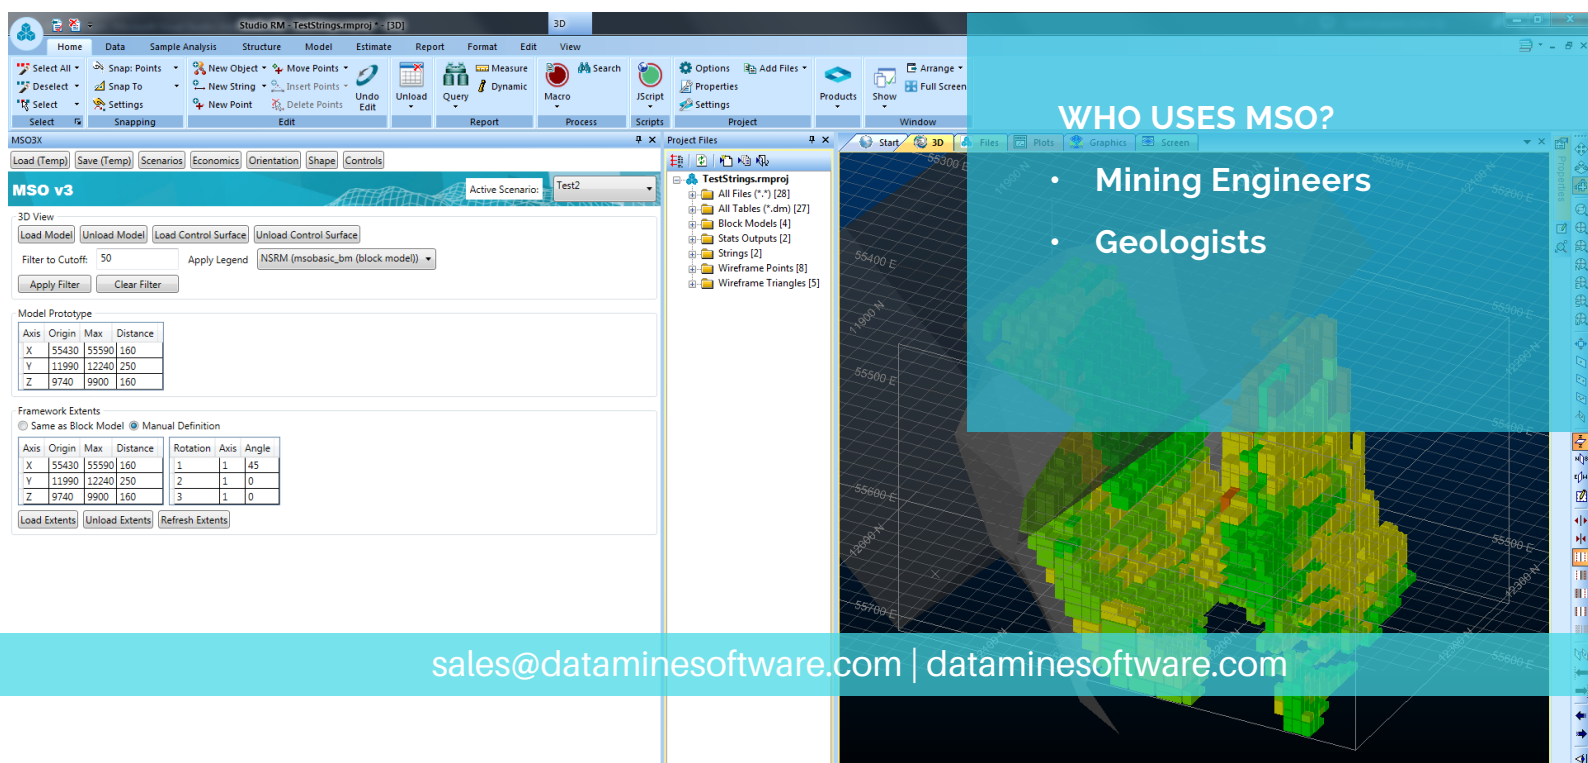 Studio RM - TestStrings.rmproj * - [3D]
3D
Home Data Sample Analysis Structure Model Estimate Report Format Edit View
Select All Snap: Points New Object Move Points Measure Search Options Add Files Arrange
Deselect Snap To New String Insert Points Dynamic Properties Full Screen
Select Settings New Point Delete Points Undo Edit Unload Query Macro JScript Settings Products Show
Select Snapping Edit Report Process Scripts Project Window
WHO USES MSO?
• Mining Engineers
• Geologists
MSO3X
Load (Temp) Save (Temp) Scenarios Economics Orientation Shape Controls
MSO v3 Active Scenario: Test2
3D View
Load Model Unload Model Load Control Surface Unload Control Surface
Filter to Cutoff: 50 Apply Legend NSRM (msobasic_bm (block model))
Apply Filter Clear Filter
Model Prototype
Axis Origin Max Distance
X 55430 55590 160
Y 11990 12240 250
Z 9740 9900 160
Framework Extents
Same as Block Model Manual Definition
Axis Origin Max Distance Rotation Axis Angle
X 55430 55590 160 1 1 45
Y 11990 12240 250 2 1 0
Z 9740 9900 160 3 1 0
Load Extents Unload Extents Refresh Extents
Project Files
TestStrings.rmproj
All Files (*.*) [28]
All Tables (*.dm) [27]
Block Models [4]
Stats Outputs [2]
Strings [2]
Wireframe Points [8]
Wireframe Triangles [5]
Start 3D Files Plots Graphics Screen
Properties
55300 E
55200 E
55400 E
11900 N
55300 E
55500 E
55400 E
55600 E
12000 N
55500 E
12300 N
55700 E
55600 E
sales@dataminesoftware.com | dataminesoftware.com